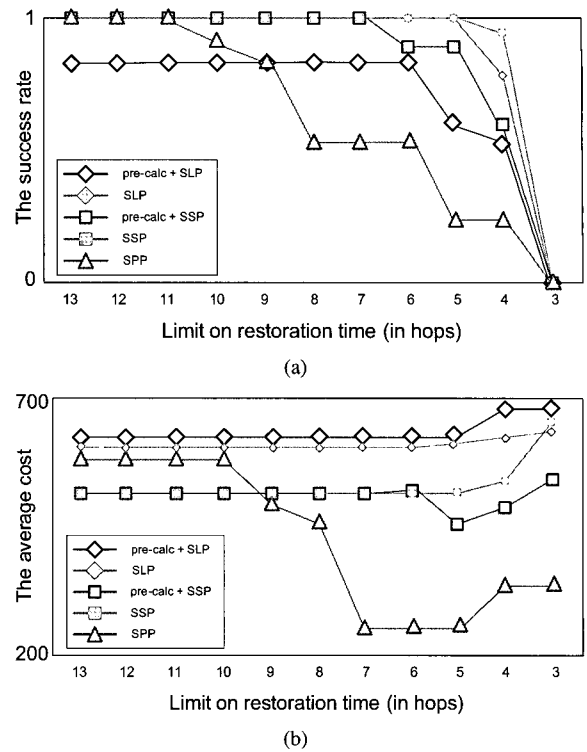 1
The success rate
pre-calc + SLP
SLP
pre-calc + SSP
SSP
SPP
0
13 12 11 10 9 8 7 6 5 4 3
Limit on restoration time (in hops)
(a)
700
The average cost
pre-calc + SLP
SLP
pre-calc + SSP
SSP
SPP
200
13 12 11 10 9 8 7 6 5 4 3
Limit on restoration time (in hops)
(b)